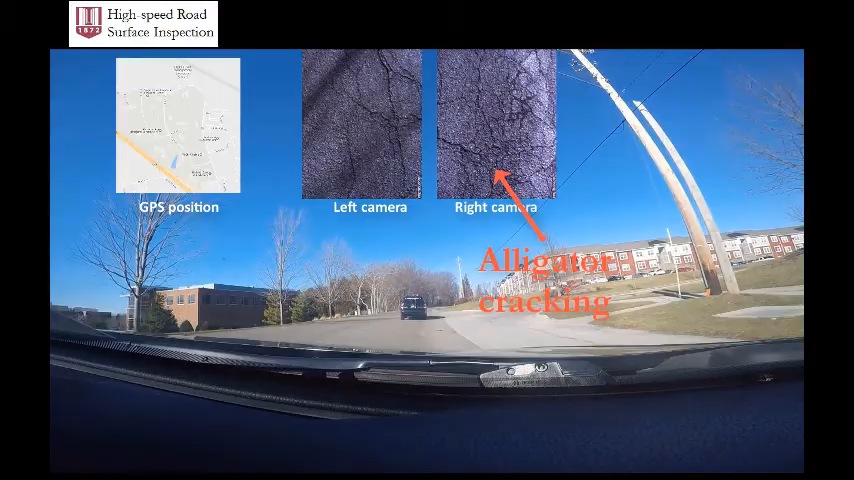 High-speed Road
Surface Inspection
1872
GPS position
Left camera
Right camera
Alligator
cracking